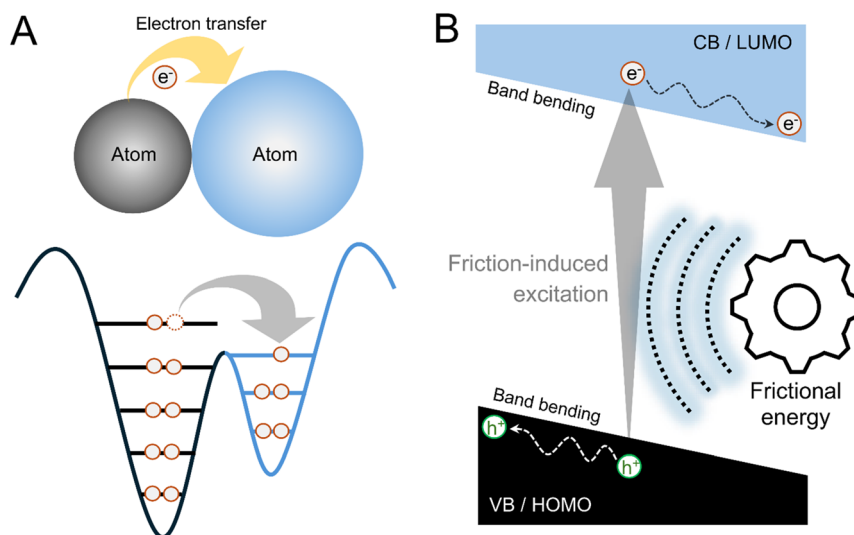 A
Electron transfer
e⁻
Atom
Atom
B
CB / LUMO
e⁻
Band bending
e⁻
Friction-induced
excitation
Frictional
energy
Band bending
h⁺
h⁺
VB / HOMO